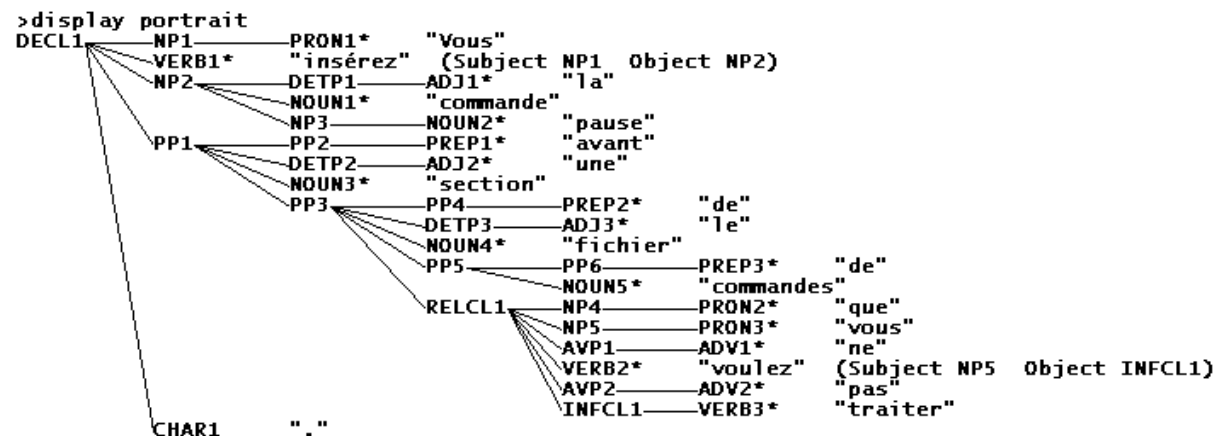 >display portrait
DECL1 NP1 PRON1* "Vous"
VERB1* "insérez" (Subject NP1 Object NP2)
NP2 DETP1 ADJ1* "la"
NOUN1* "commande"
NP3 NOUN2* "pause"
PP1 PP2 PREP1* "avant"
DETP2 ADJ2* "une"
NOUN3* "section"
PP3 PP4 PREP2* "de"
DETP3 ADJ3* "le"
NOUN4* "fichier"
PP5 PP6 PREP3* "de"
NOUN5* "commandes"
RELCL1 NP4 PRON2* "que"
NP5 PRON3* "vous"
AVP1 ADV1* "ne"
VERB2* "voulez" (Subject NP5 Object INFCL1)
AVP2 ADV2* "pas"
INFCL1 VERB3* "traiter"
CHAR1 "."